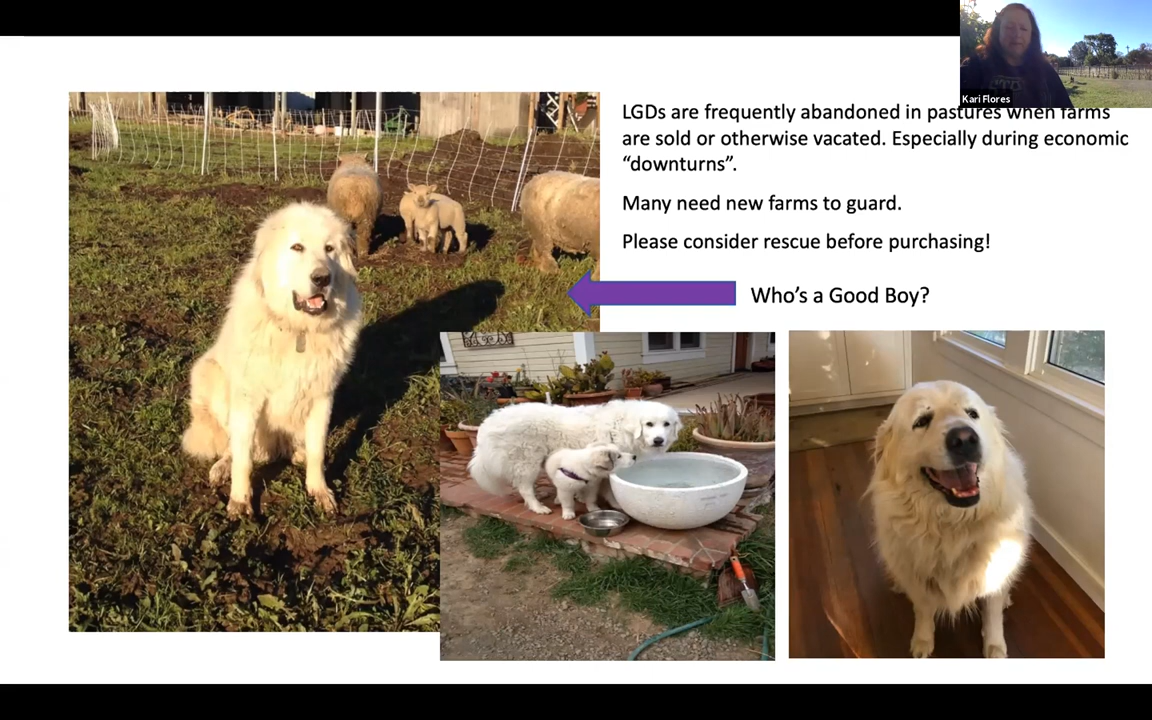 Kari Flores
LGDs are frequently abandoned in pastures when farms
are sold or otherwise vacated. Especially during economic
“downturns”.
Many need new farms to guard.
Please consider rescue before purchasing!
Who’s a Good Boy?